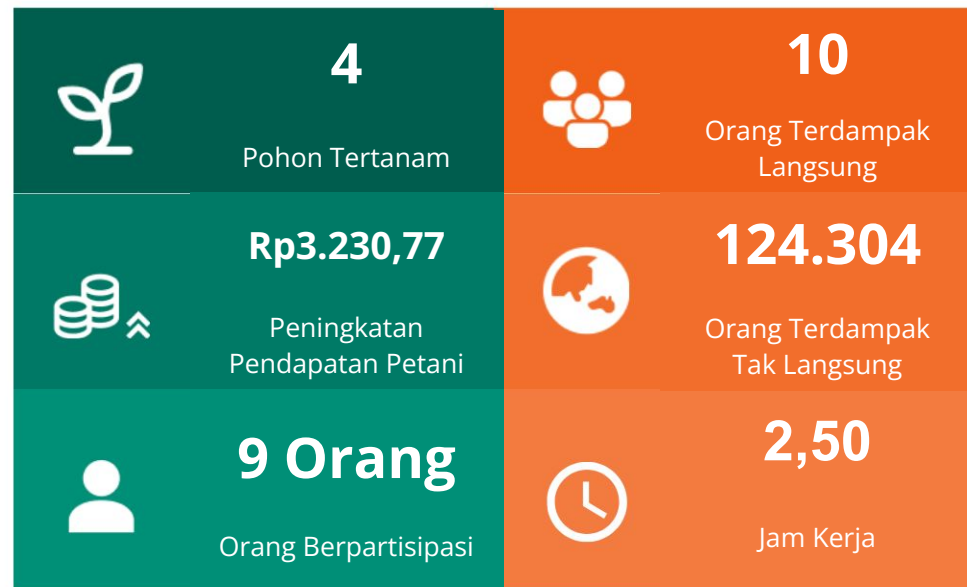 4
Pohon Tertanam
10
Orang Terdampak
Langsung
Rp3.230,77
Peningkatan
Pendapatan Petani
124.304
Orang Terdampak
Tak Langsung
9 Orang
Orang Berpartisipasi
2,50
Jam Kerja